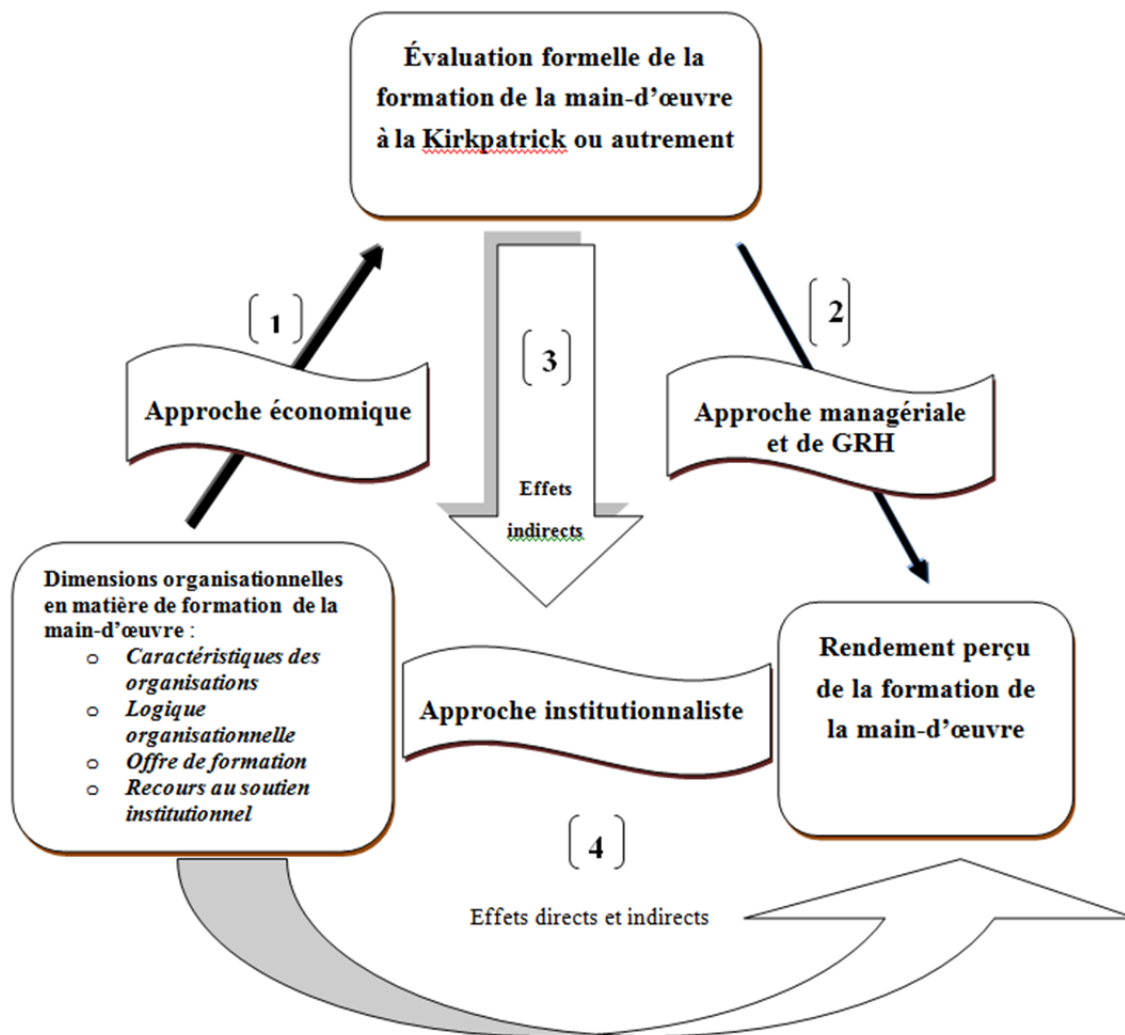 Évaluation formelle de la
formation de la main-d’œuvre
à la Kirkpatrick ou autrement
[1]
[2]
[3]
Approche économique
Approche managériale
et de GRH
Effets
indirects
Dimensions organisationnelles
en matière de formation de la
main-d’œuvre :
o Caractéristiques des
organisations
o Logique
organisationnelle
o Offre de formation
o Recours au soutien
institutionnel
Approche institutionnaliste
Rendement perçu
de la formation de
la main-d’œuvre
[4]
Effets directs et indirects